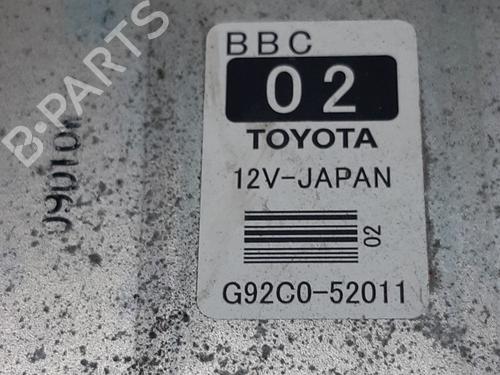 BBC
02
TOYOTA
12V-JAPAN
02
G92C0-52011
B-PARTS